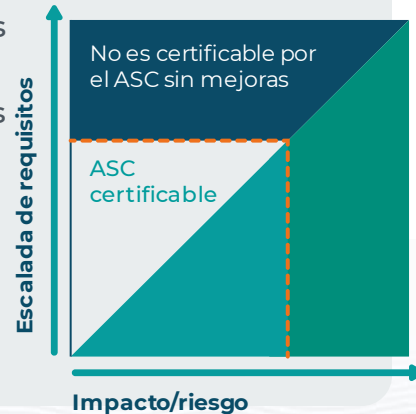 s
s
No es certificable por
el ASC sin mejoras
ASC
certificable
Escalada de requisitos
Impacto/riesgo